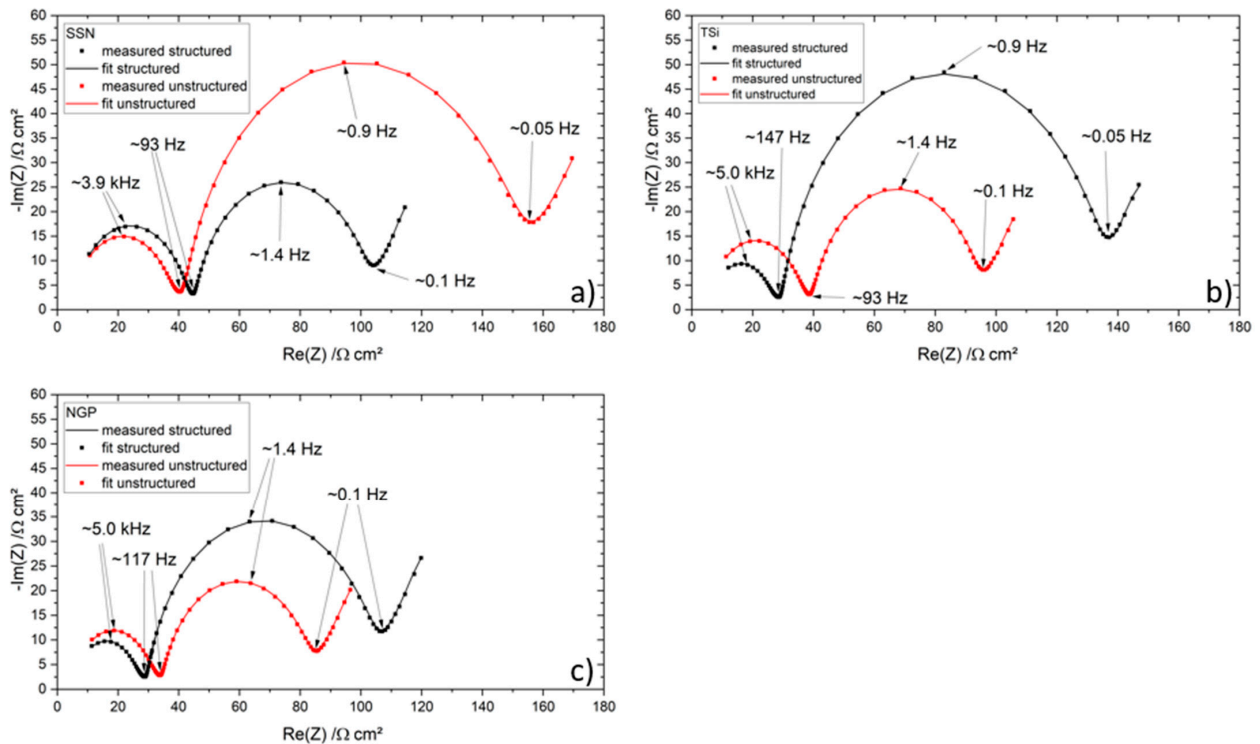 60
55
50
45
40
35
30
25
20
15
10
5
0
-Im(Z) /Ω cm²
SSN
measured structured
fit structured
measured unstructured
fit unstructured
~3.9 kHz
~93 Hz
~0.9 Hz
~1.4 Hz
~0.05 Hz
~0.1 Hz
a)
0 20 40 60 80 100 120 140 160 180
Re(Z) /Ω cm²
60
55
50
45
40
35
30
25
20
15
10
5
0
-Im(Z) /Ω cm²
TSi
measured structured
fit structured
measured unstructured
fit unstructured
~5.0 kHz
~147 Hz
~0.9 Hz
~1.4 Hz
~0.05 Hz
~0.1 Hz
~93 Hz
b)
0 20 40 60 80 100 120 140 160 180
Re(Z) /Ω cm²
60
55
50
45
40
35
30
25
20
15
10
5
0
-Im(Z) /Ω cm²
NGP
measured structured
fit structured
measured unstructured
fit unstructured
~5.0 kHz
~117 Hz
~1.4 Hz
~0.1 Hz
c)
0 20 40 60 80 100 120 140 160 180
Re(Z) /Ω cm²